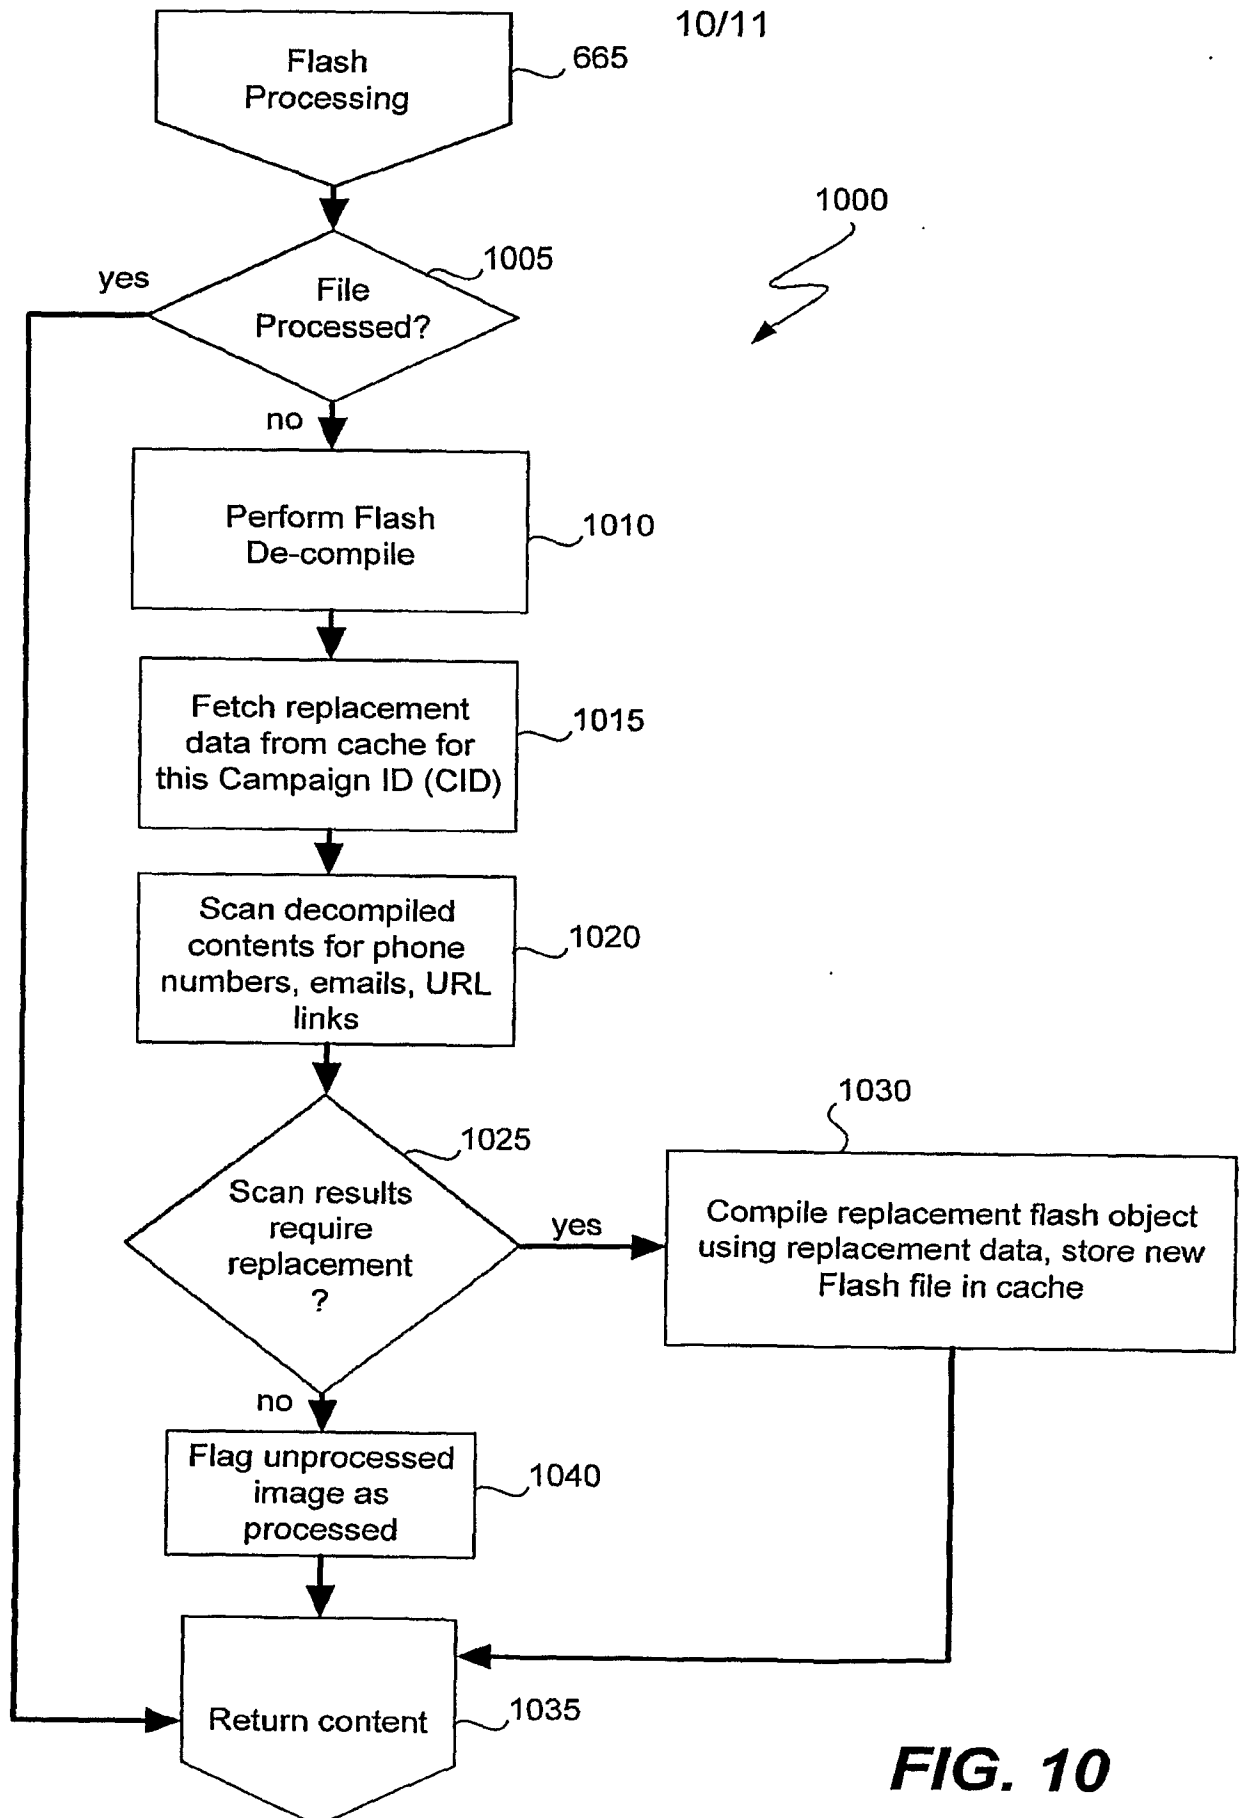 10/11
Flash
Processing
665
1000
yes
File
Processed?
1005
no
Perform Flash
De-compile
1010
Fetch replacement
data from cache for
this Campaign ID (CID)
1015
Scan decompiled
contents for phone
numbers, emails, URL
links
1020
Scan results
require
replacement
?
1025
yes
1030
Compile replacement flash object
using replacement data, store new
Flash file in cache
no
Flag unprocessed
image as
processed
1040
Return content
1035
FIG. 10